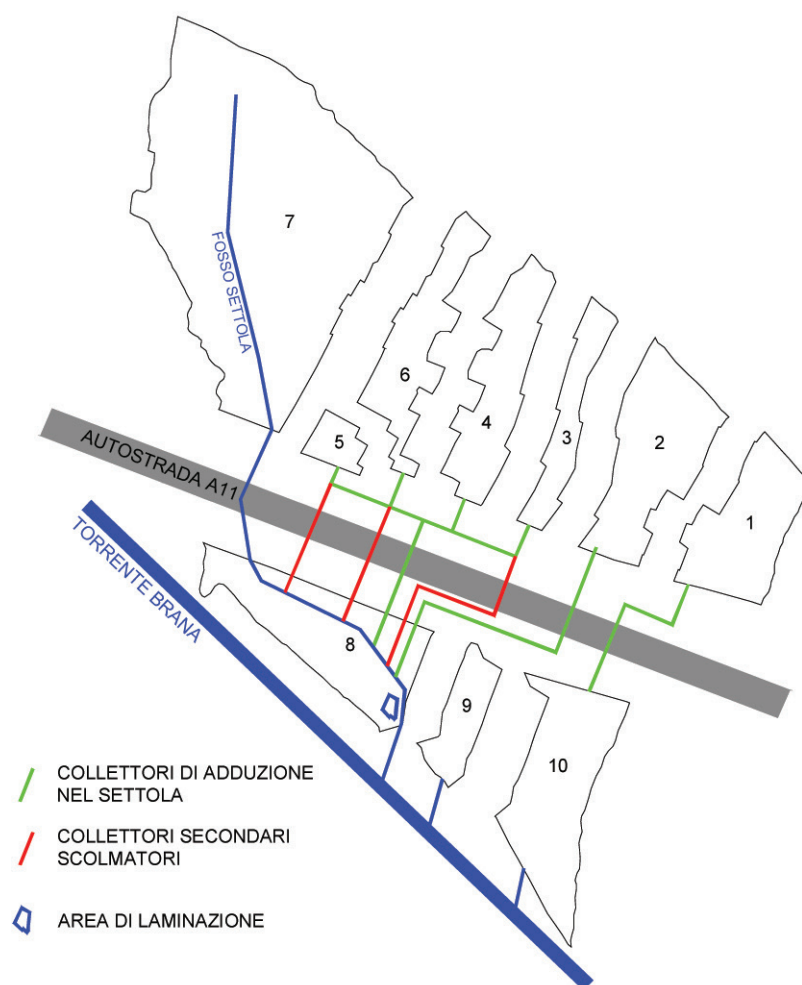 7
FOSSO SETTOLA
6
4
3
2
5
1
AUTOSTRADA A11
TORRENTE BRANA
8
9
10
COLLETTORI DI ADDUZIONE
NEL SETTOLA
COLLETTORI SECONDARI
SCOLMATORI
AREA DI LAMINAZIONE